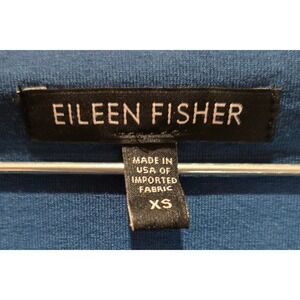 EILEEN FISHER
MADE IN
USA OF
IMPORTED
FABRIC
XS